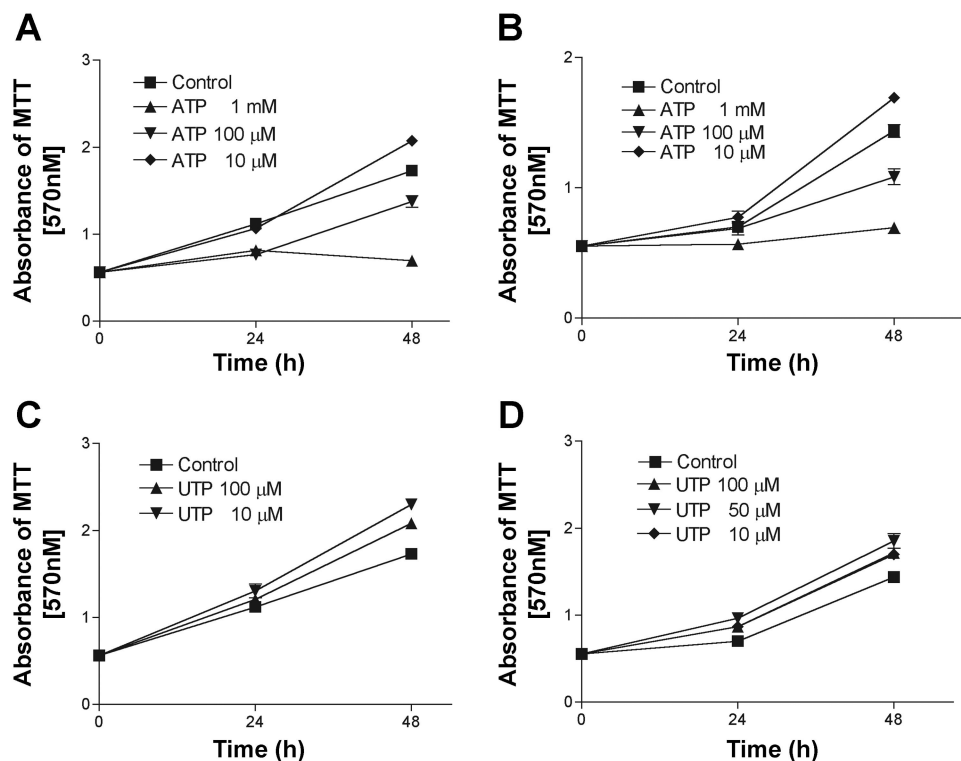 A
Absorbance of MTT
[570nM]
3
2
1
0
Control
ATP 1 mM
ATP 100 μM
ATP 10 μM
0
24
48
Time (h)
B
Absorbance of MTT
[570nM]
2
1
0
Control
ATP 1 mM
ATP 100 μM
ATP 10 μM
0
24
48
Time (h)
C
Absorbance of MTT
[570nM]
3
2
1
0
Control
UTP 100 μM
UTP 10 μM
0
24
48
Time (h)
D
Absorbance of MTT
[570nM]
3
2
1
0
Control
UTP 100 μM
UTP 50 μM
UTP 10 μM
0
24
48
Time (h)